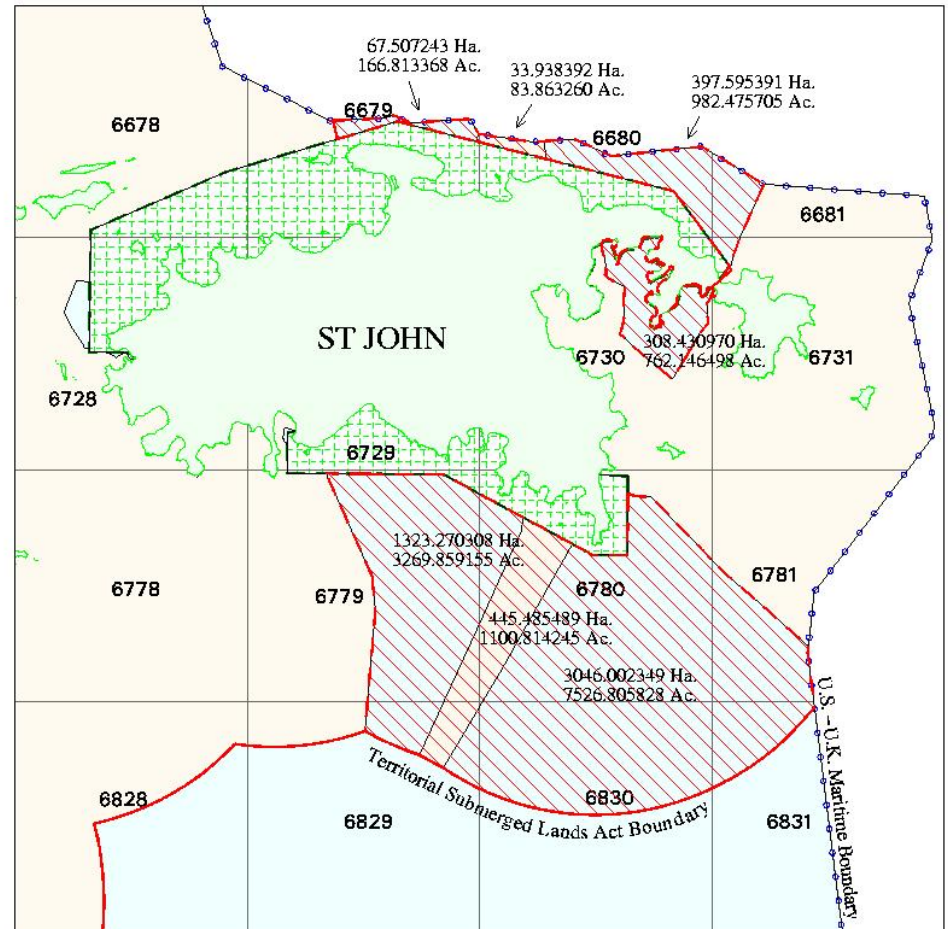 67.507243 Ha.
166.813368 Ac.
33.938392 Ha.
83.863260 Ac.
397.595391 Ha.
982.475705 Ac.
6678
6679
6680
6681
ST JOHN
308.430970 Ha.
762.146498 Ac.
6728
6729
6730
6731
1323.270308 Ha.
3269.859155 Ac.
6778
6779
6780
6781
445.485489 Ha.
1100.814245 Ac.
3046.002349 Ha.
7526.805828 Ac.
U.S.-U.K. Maritime Boundary
Territorial Submerged Lands Act Boundary
6828
6829
6830
6831